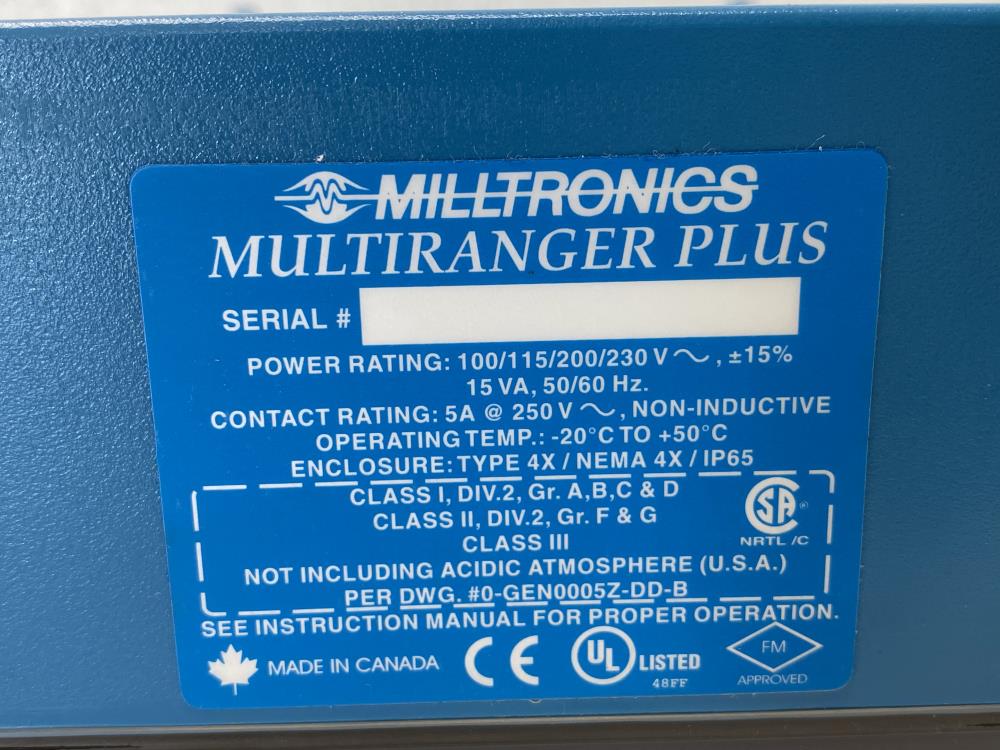 MILLTRONICS
MULTIRANGER PLUS
SERIAL #
POWER RATING: 100/115/200/230 V ～, ±15%
15 VA, 50/60 Hz.
CONTACT RATING: 5A @ 250 V ～, NON-INDUCTIVE
OPERATING TEMP.: -20°C TO +50°C
ENCLOSURE: TYPE 4X / NEMA 4X / IP65
CLASS I, DIV.2, Gr. A,B,C & D
CLASS II, DIV.2, Gr. F & G
CLASS III
SA ®
NRTL /C
NOT INCLUDING ACIDIC ATMOSPHERE (U.S.A.)
PER DWG. #0-GEN0005Z-DD-B
SEE INSTRUCTION MANUAL FOR PROPER OPERATION.
MADE IN CANADA
CE
UL LISTED
48FF
FM
APPROVED